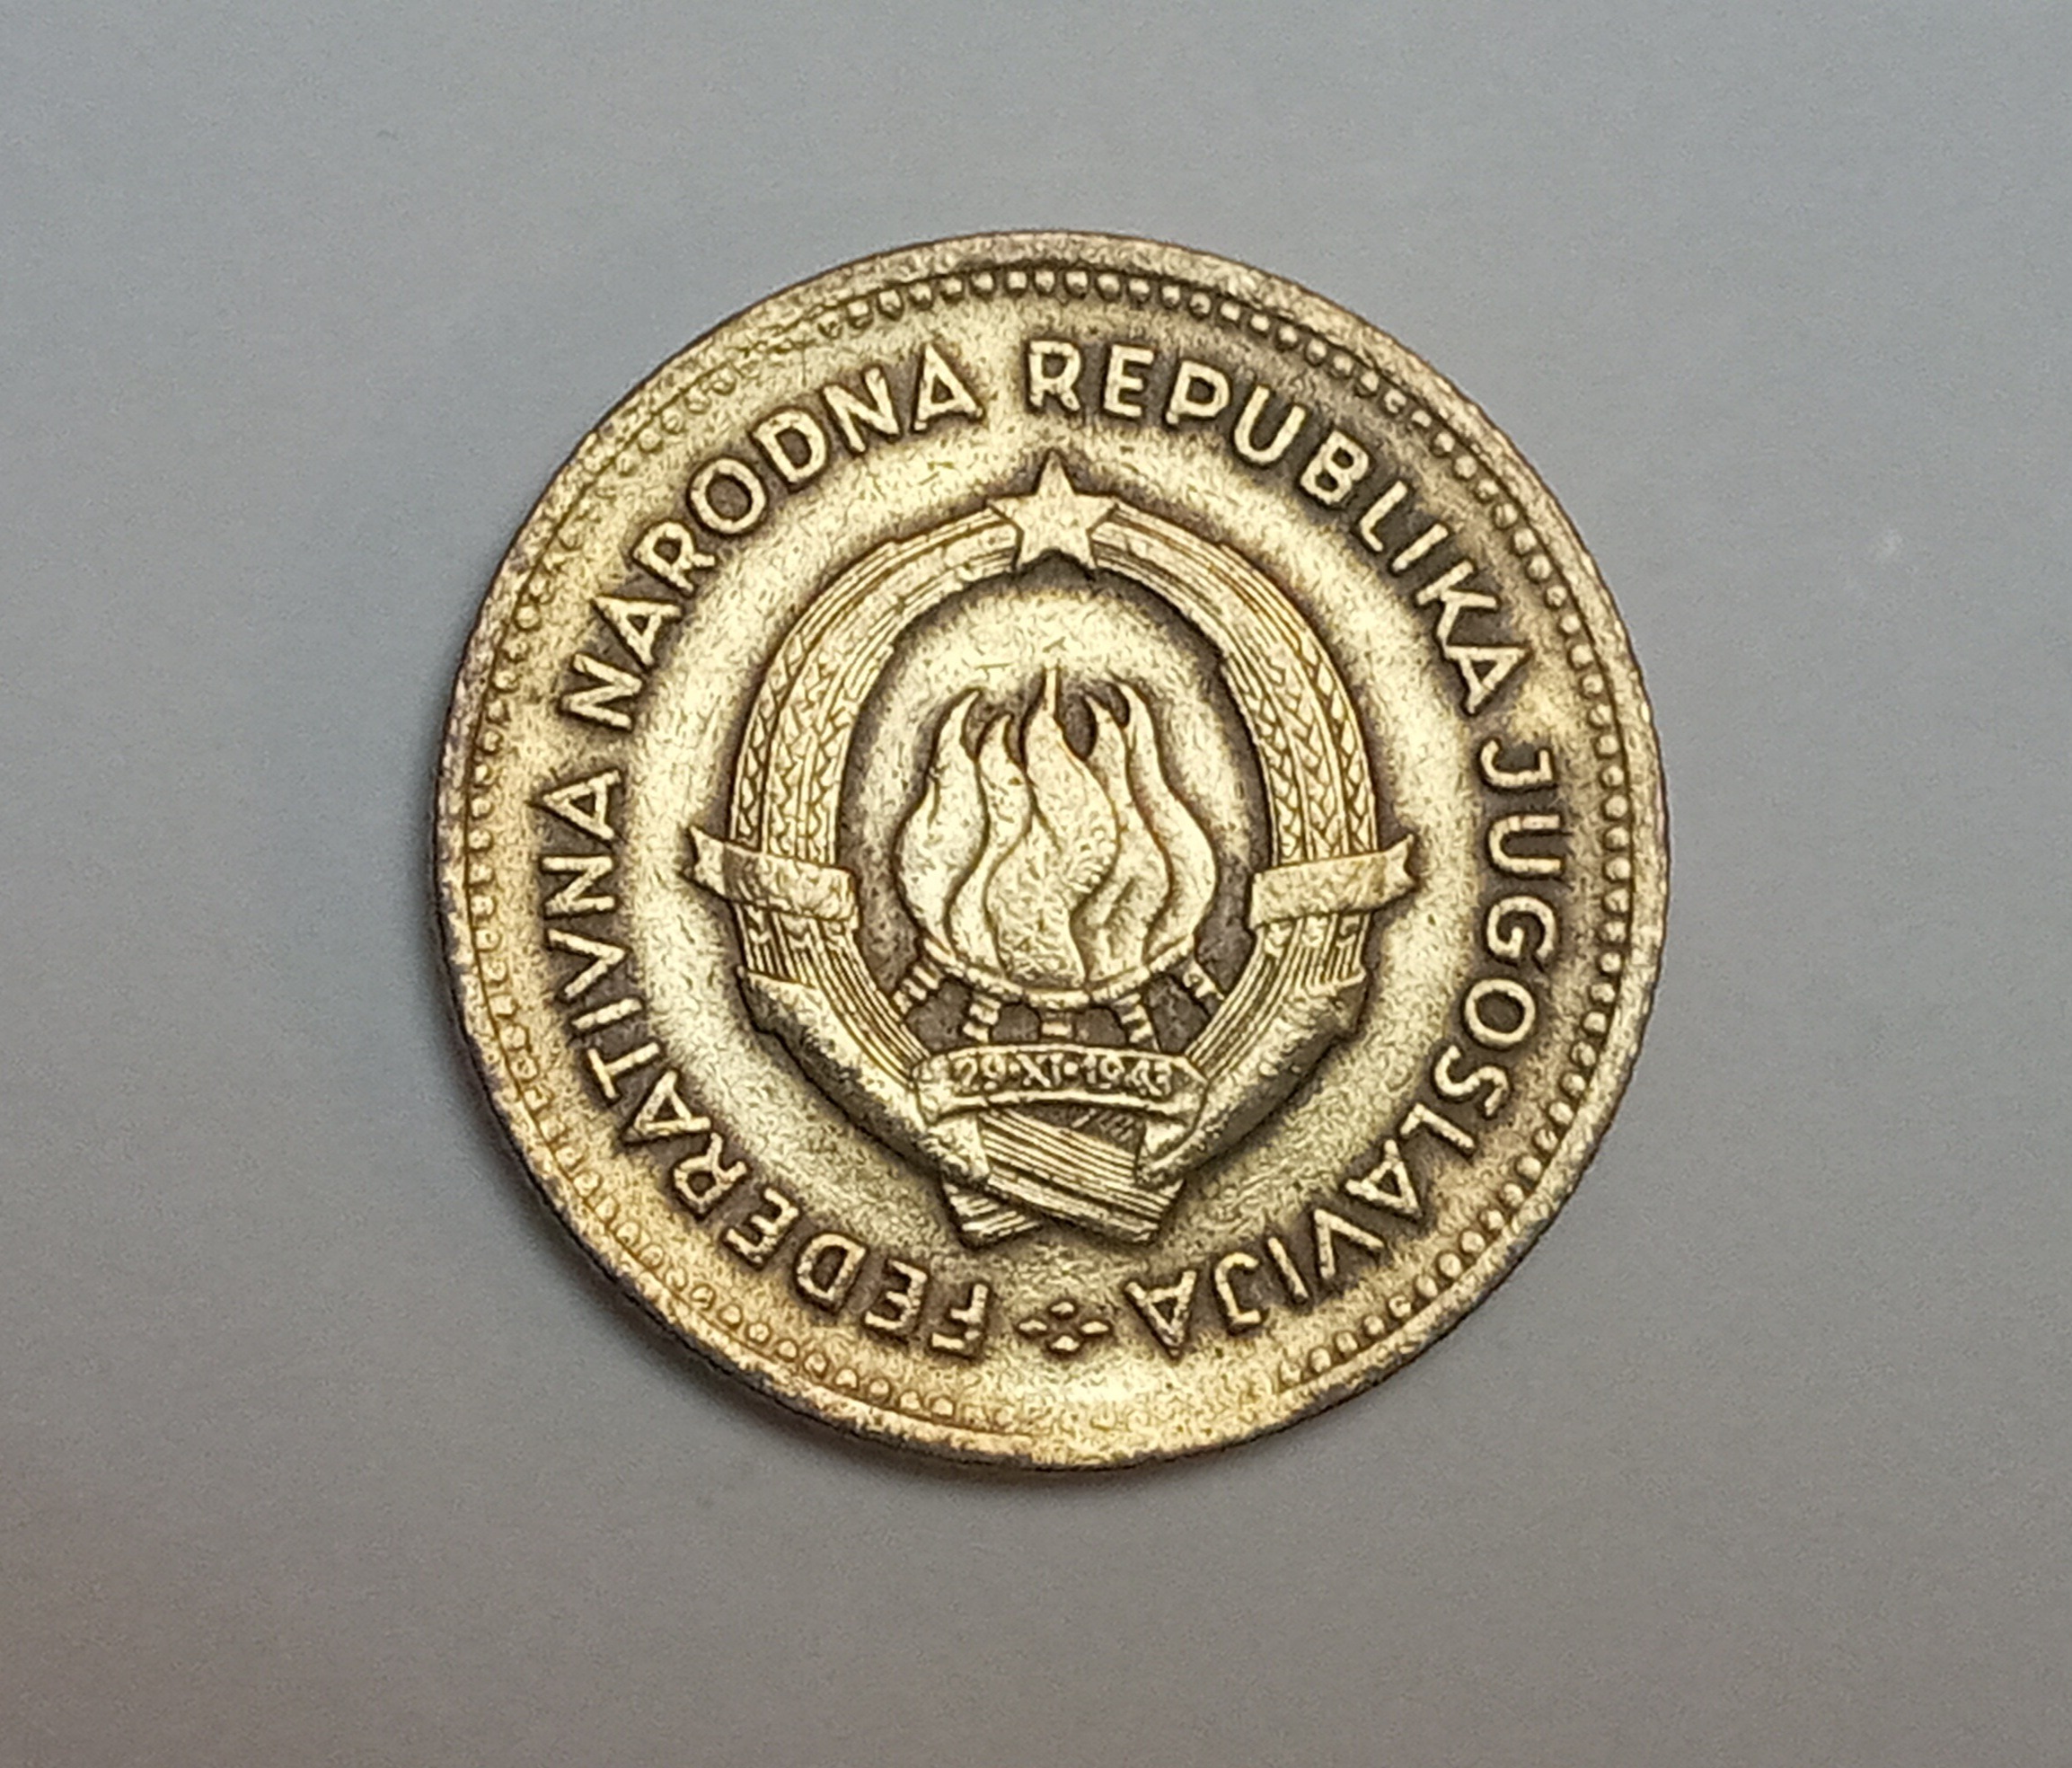 FEDERATIVNA NARODNA REPUBLIKA JUGOSLAVIJA
29·XI·1943